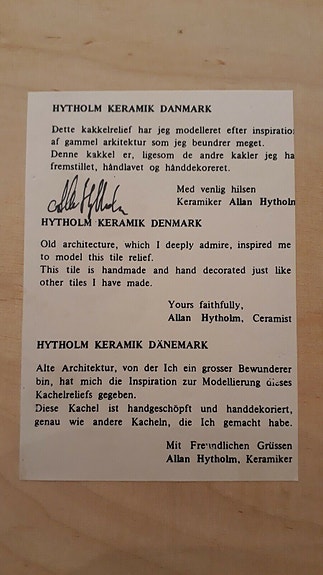 HYTHOLM KERAMIK DANMARK
Dette kakkelrelief har jeg modelleret efter inspiratio
af gammel arkitektur som jeg beundrer meget.
Denne kakkel er, ligesom de andre kakler jeg ha
fremstillet, håndlavet og hånddekoreret.
Med venlig hilsen
Allan Hytholm
Keramiker Allan Hytholm
HYTHOLM KERAMIK DENMARK
Old architecture, which I deeply admire, inspired me
to model this tile relief.
This tile is handmade and hand decorated just like
other tiles I have made.
Yours faithfully,
Allan Hytholm, Ceramist
HYTHOLM KERAMIK DÄNEMARK
Alte Architektur, von der Ich ein grosser Bewunderer
bin, hat mich die Inspiration zur Modellierung dieses
Kachelreliefs gegeben.
Diese Kachel ist handgeschöpft und handdekoriert,
genau wie andere Kacheln, die Ich gemacht habe.
Mit Freundlichen Grüssen
Allan Hytholm, Keramiker